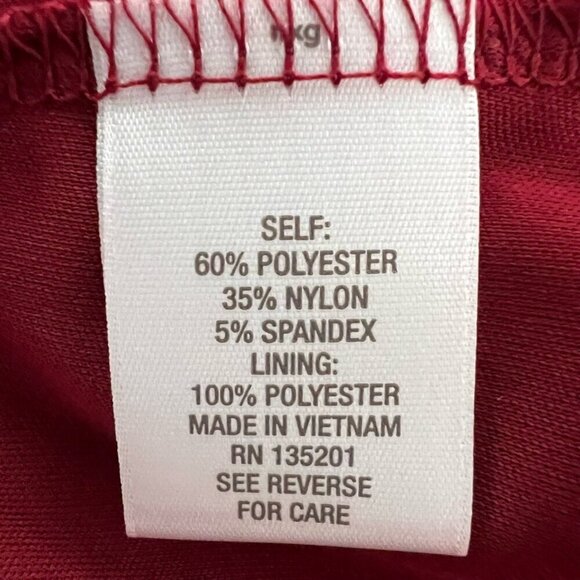 SELF:
60% POLYESTER
35% NYLON
5% SPANDEX
LINING:
100% POLYESTER
MADE IN VIETNAM
RN 135201
SEE REVERSE
FOR CARE